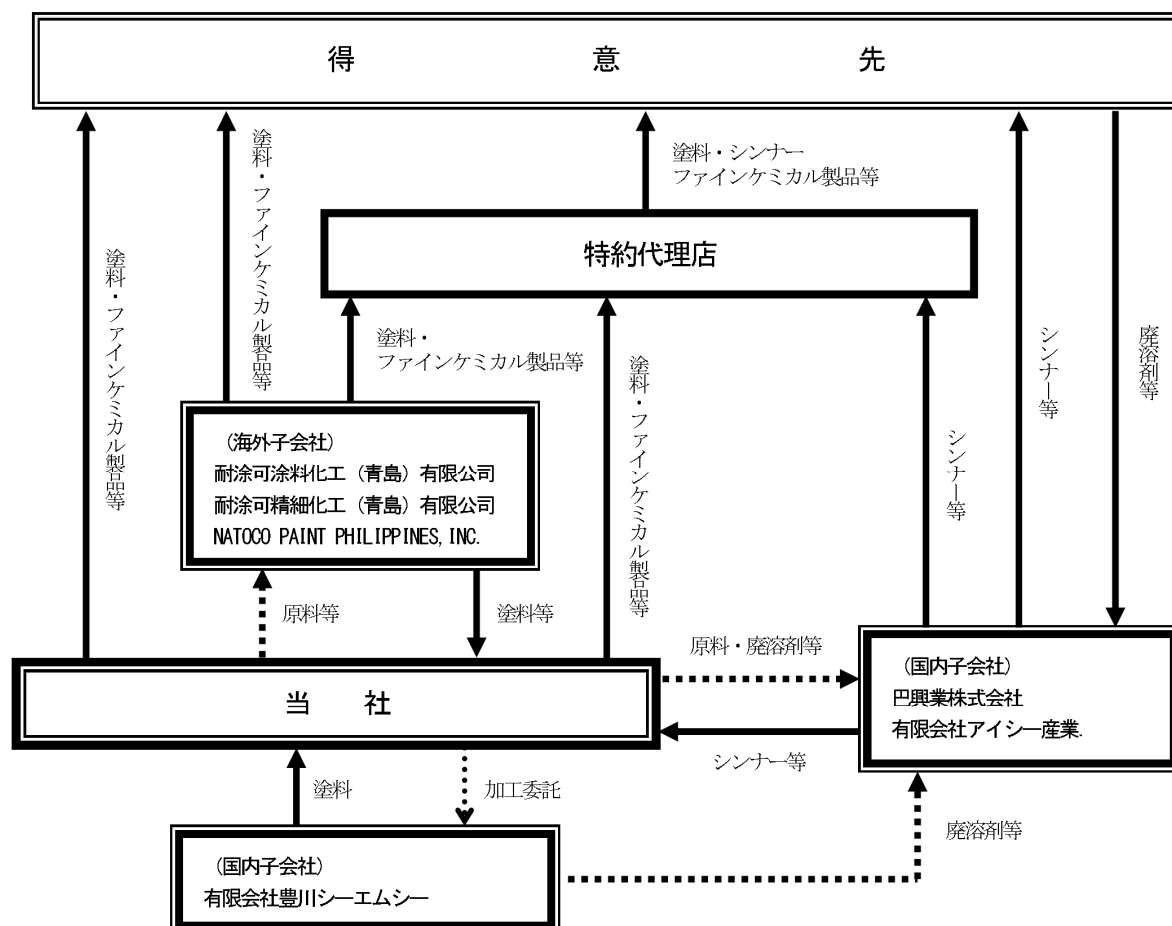 得意先
塗料・ファインケミカル製品等
塗料・ファインケミカル製品等
塗料・シンナー
ファインケミカル製品等
特約代理店
塗料・
ファインケミカル製品等
塗料・ファインケミカル製品等
シンナー等
シンナー等
廃溶剤等
(海外子会社)
耐涂可涂料化工(青島)有限公司
耐涂可精細化工(青島)有限公司
NATOCO PAINT PHILIPPINES, INC.
原料等
塗料等
原料・廃溶剤等
(国内子会社)
巴興業株式会社
有限会社アイシー産業.
当社
シンナー等
塗料
加工委託
廃溶剤等
(国内子会社)
有限会社豊川シーエムシー